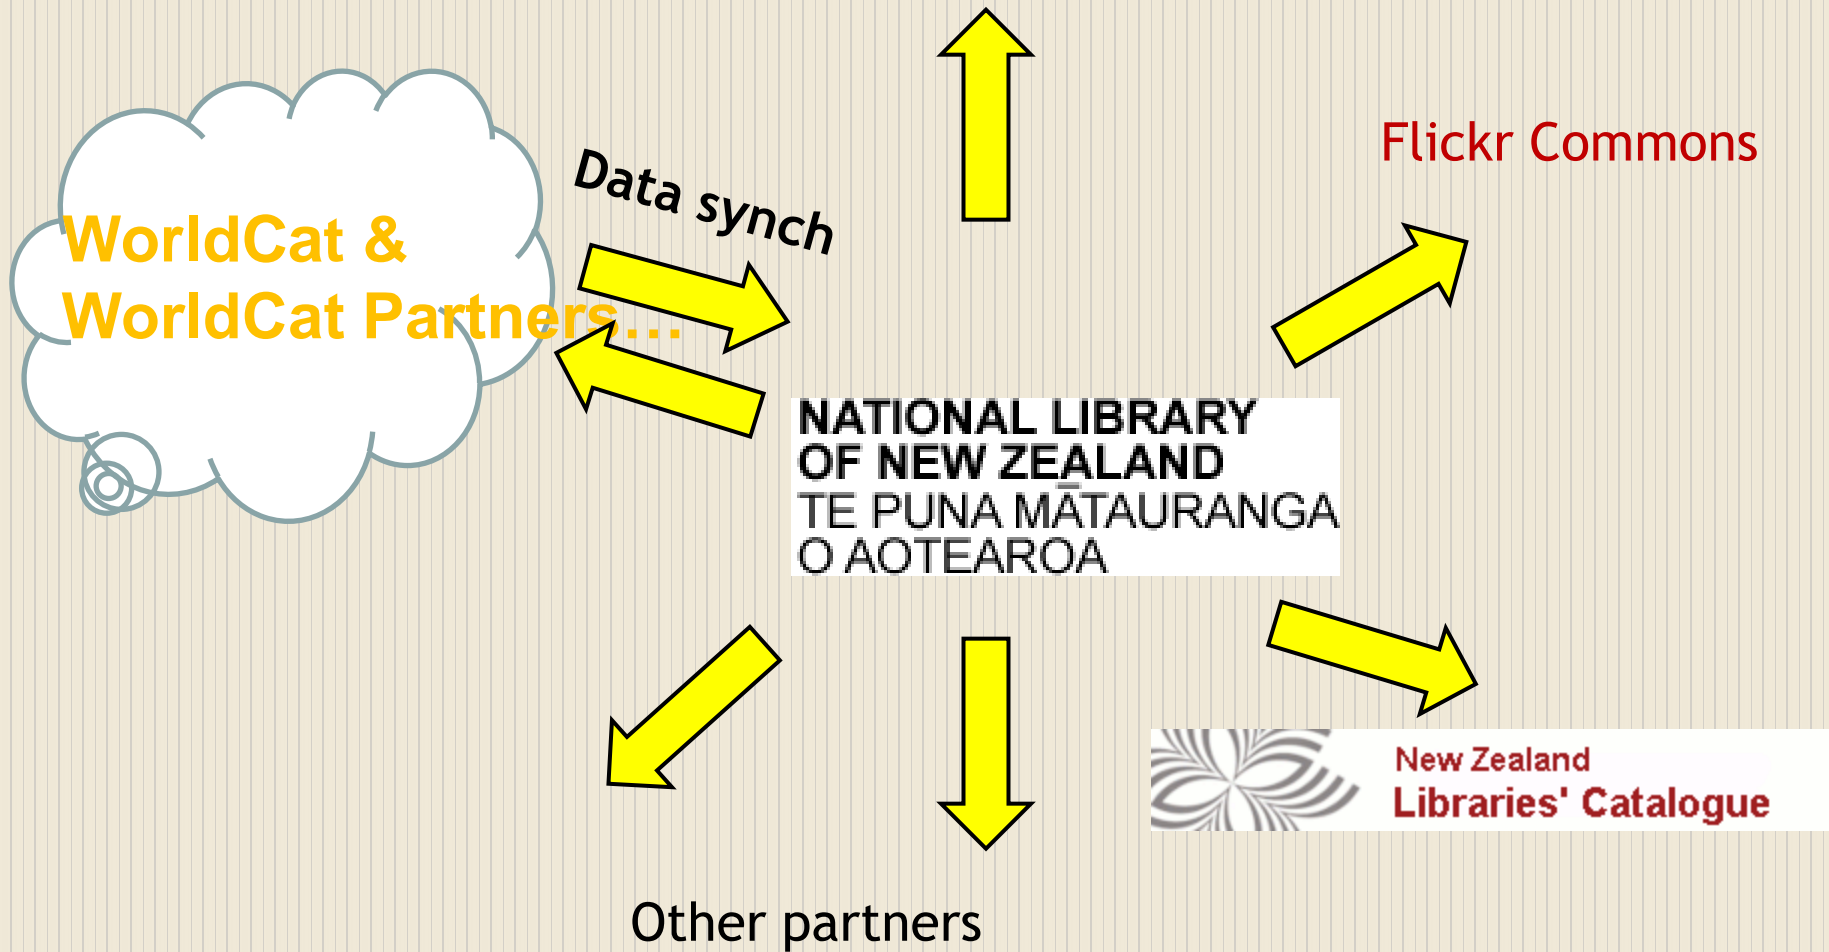 Flickr Commons
Data synch
WorldCat &
WorldCat Partners...
NATIONAL LIBRARY
OF NEW ZEALAND
TE PUNA MĀTAURANGA
O AOTEAROA
New Zealand
Libraries' Catalogue
Other partners